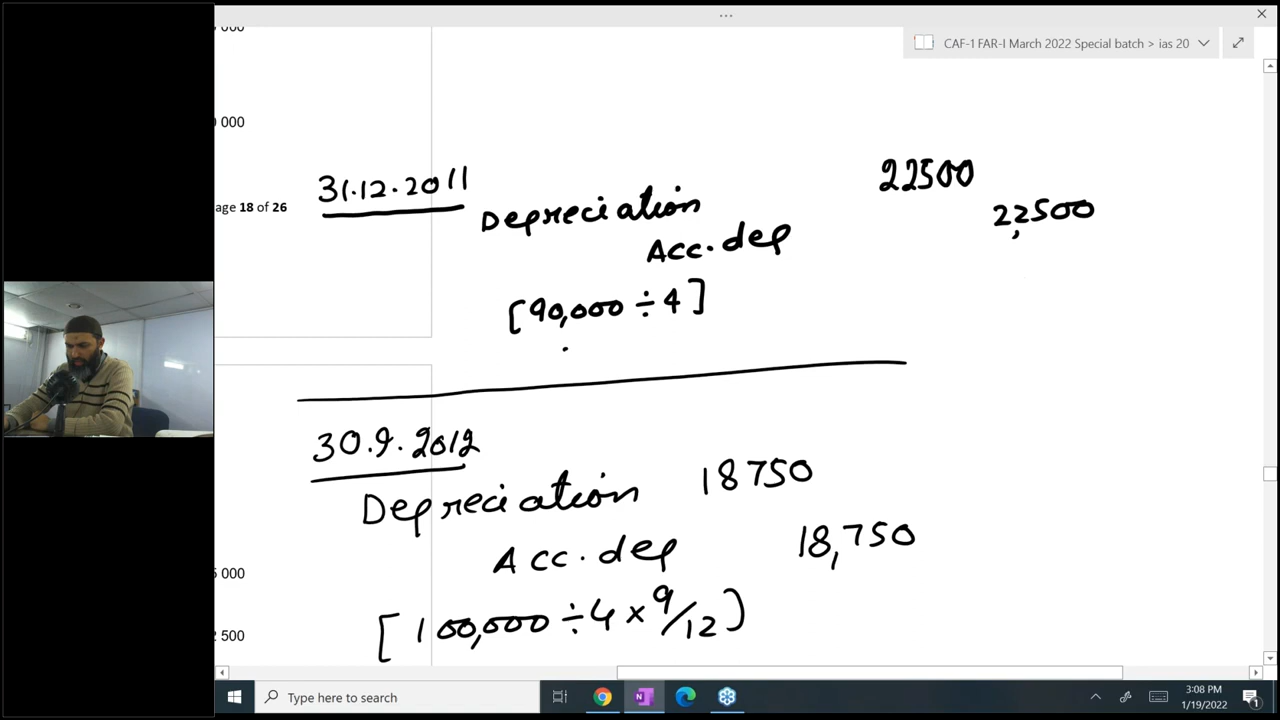 CAF-1 FAR-I March 2022 Special batch > ias 20
000
31.12.2011
22500
age 18 of 26
Depreciation
22,500
Acc.dep
[90,000 ÷ 4]
30.9.2012
Depreciation 18750
Acc.dep 18,750
000
[100,000 ÷ 4 × 9/12)
500
Type here to search
3:08 PM
1/19/2022